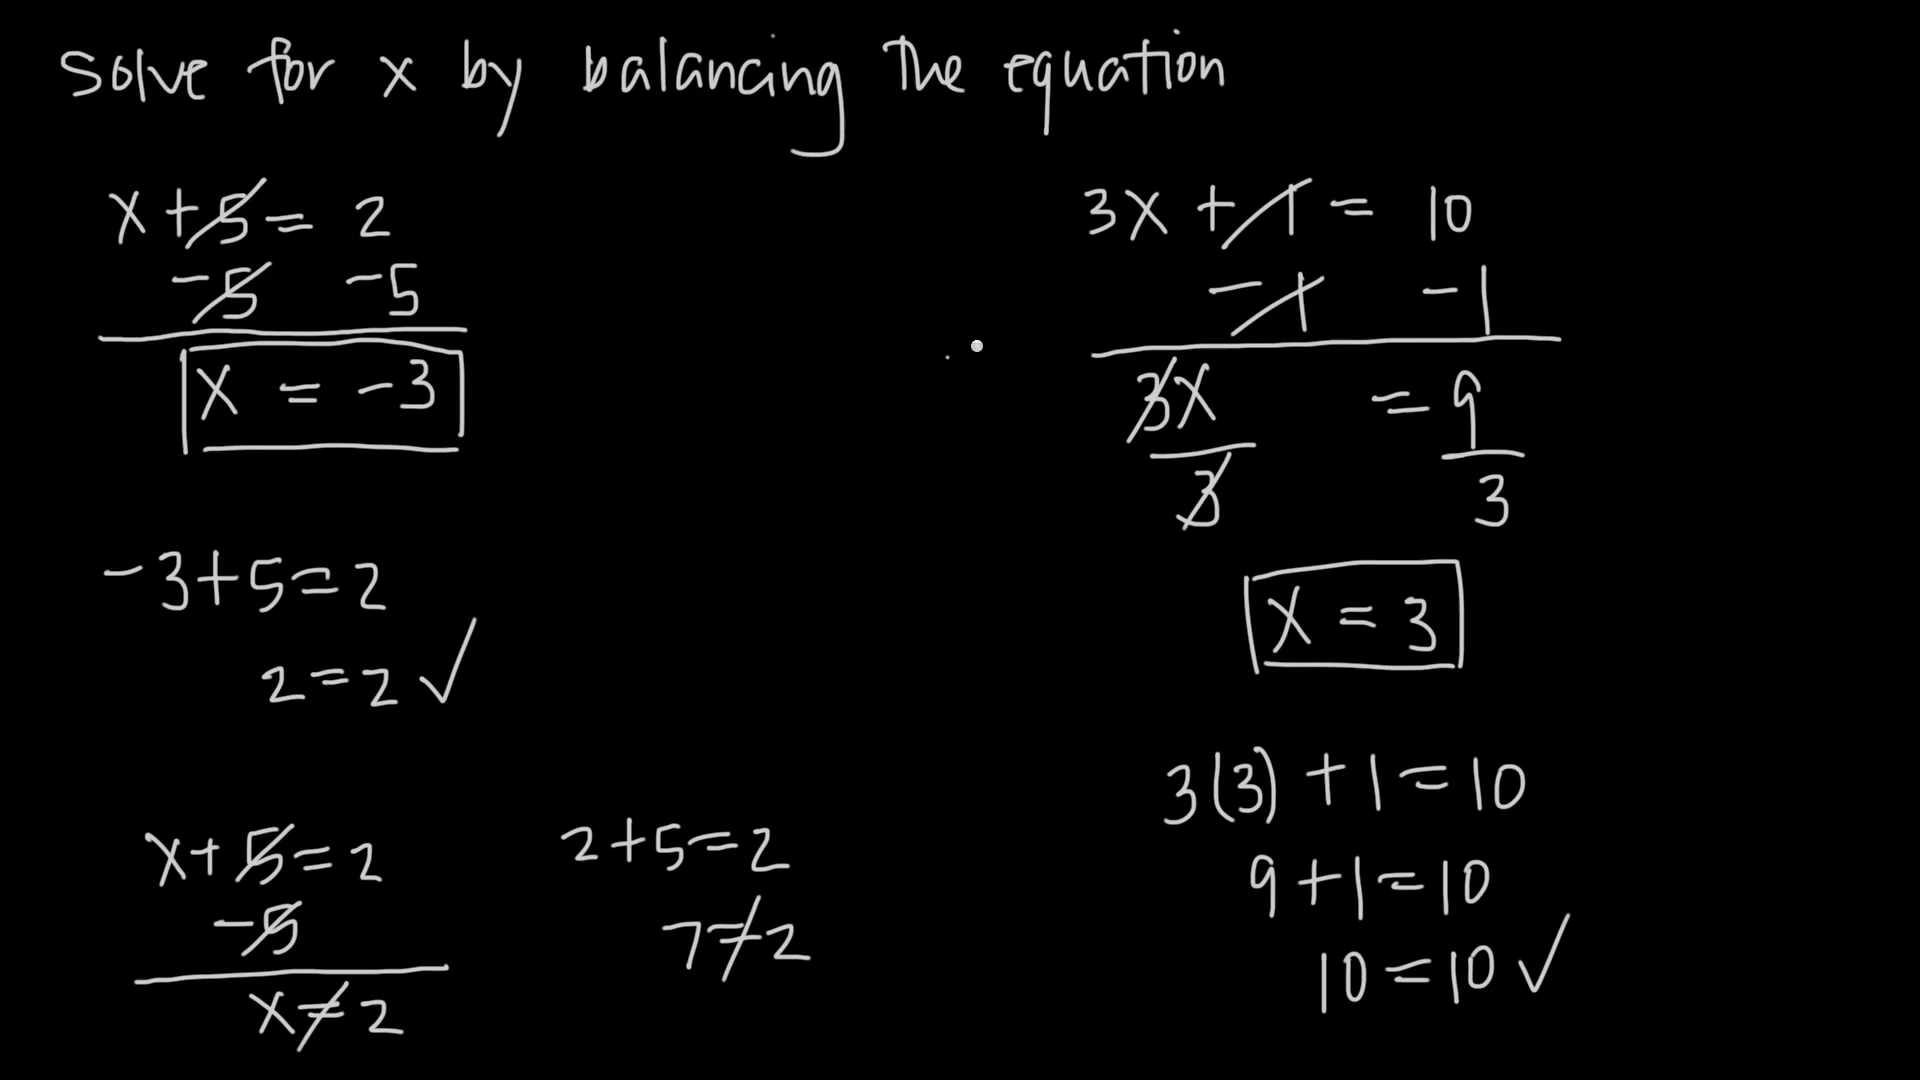 Solve for x by balancing the equation
x + 5 = 2
-5 -5
x = -3
-3 + 5 = 2
2 = 2 ✓
x + 5 = 2
-5
x ≠ 2
2 + 5 = 2
7 ≠ 2
3x + 1 = 10
-1 -1
3x = 9
3 3
x = 3
3(3) + 1 = 10
9 + 1 = 10
10 = 10 ✓